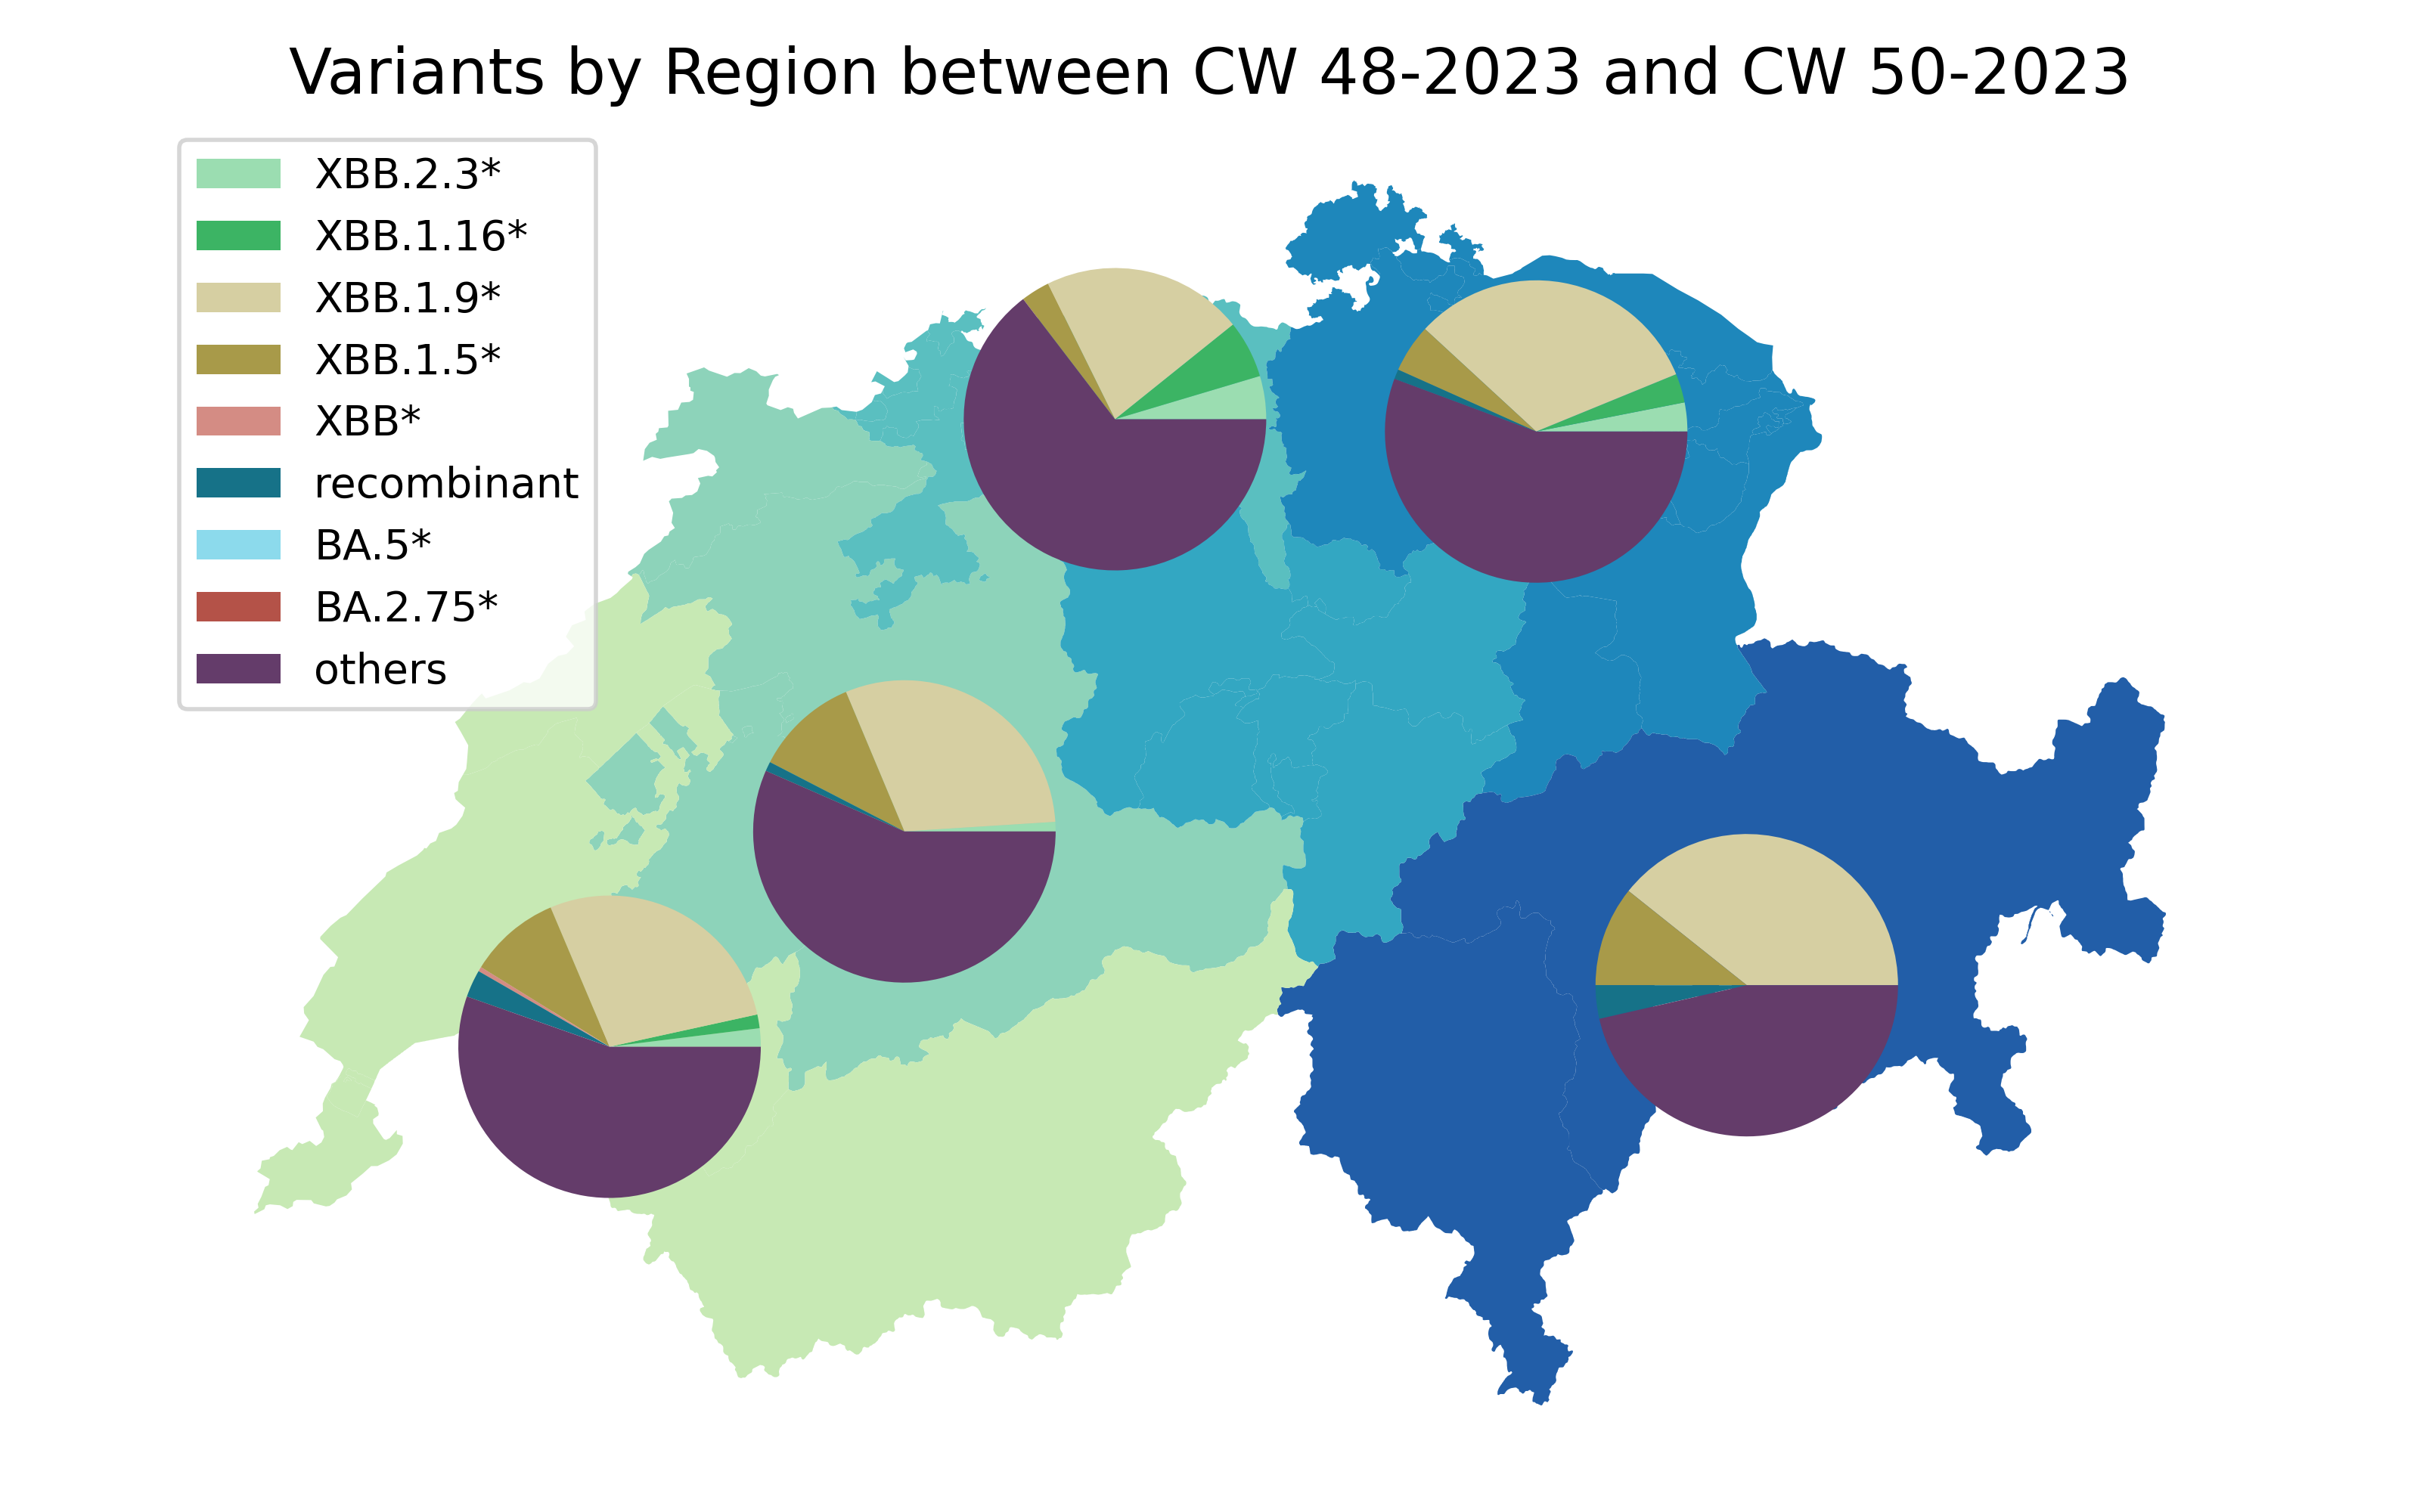 Variants by Region between CW 48-2023 and CW 50-2023
XBB.2.3*
XBB.1.16*
XBB.1.9*
XBB.1.5*
XBB*
recombinant
BA.5*
BA.2.75*
others